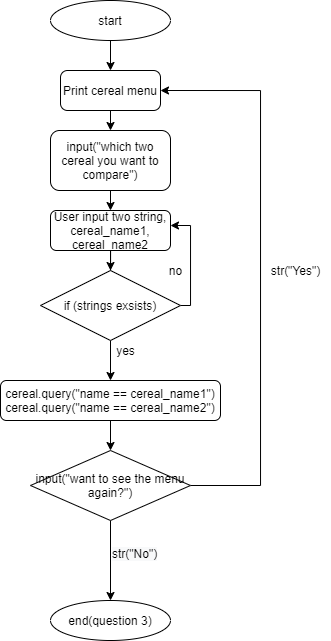 start
Print cereal menu
input("which two
cereal you want to
compare")
User input two string,
cereal_name1,
cereal_name2
no
if (strings exsists)
str("Yes")
yes
cereal.query("name == cereal_name1")
cereal.query("name == cereal_name2")
input("want to see the menu
again?")
str("No")
end(question 3)